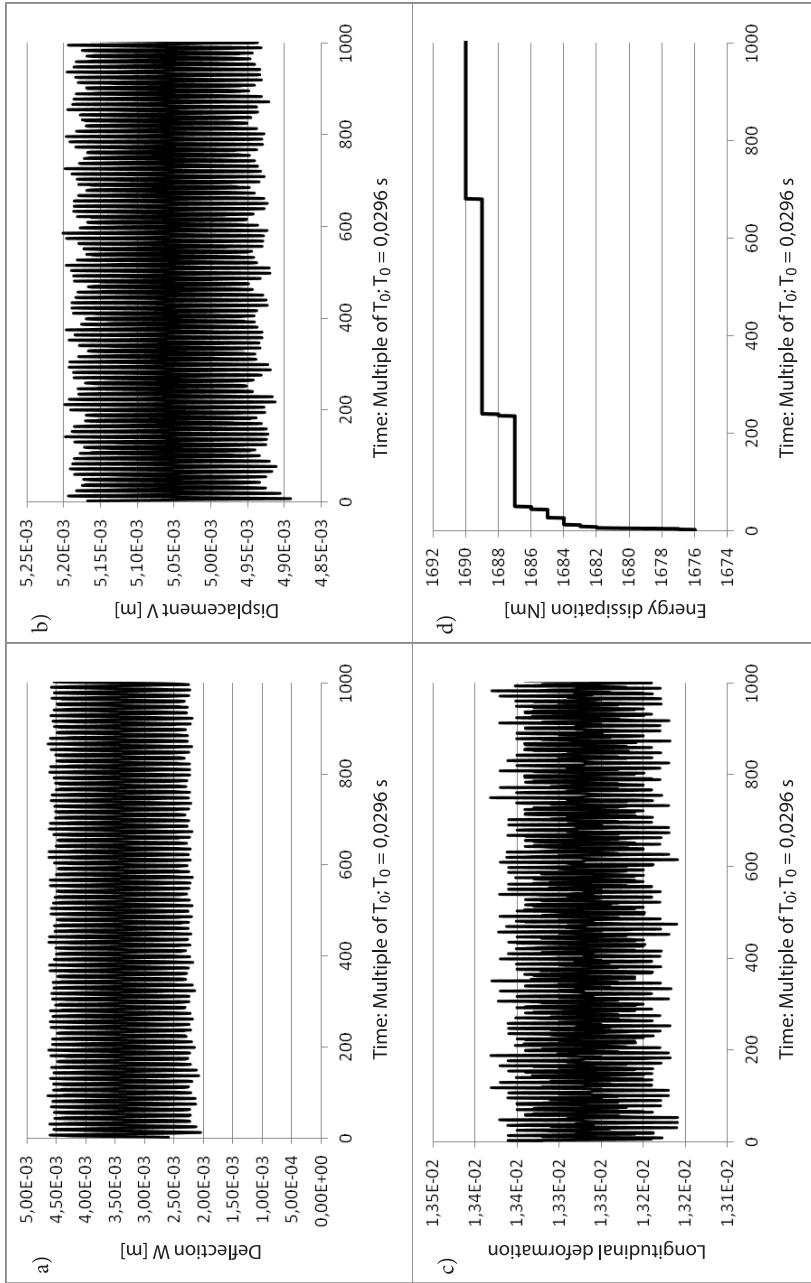 a)
Deflection W [m]
5,00E-03
4,50E-03
4,00E-03
3,50E-03
3,00E-03
2,50E-03
2,00E-03
1,50E-03
1,00E-03
5,00E-04
0,00E+00
0 200 400 600 800 1000
Time: Multiple of T₀; T₀ = 0,0296 s
b)
Displacement V [m]
5,25E-03
5,20E-03
5,15E-03
5,10E-03
5,05E-03
5,00E-03
4,95E-03
4,90E-03
4,85E-03
0 200 400 600 800 1000
Time: Multiple of T₀; T₀ = 0,0296 s
c)
Longitudinal deformation
1,35E-02
1,34E-02
1,34E-02
1,33E-02
1,33E-02
1,32E-02
1,32E-02
1,31E-02
0 200 400 600 800 1000
Time: Multiple of T₀; T₀ = 0,0296 s
d)
Energy dissipation [Nm]
1692
1690
1688
1686
1684
1682
1680
1678
1676
1674
0 200 400 600 800 1000
Time: Multiple of T₀; T₀ = 0,0296 s